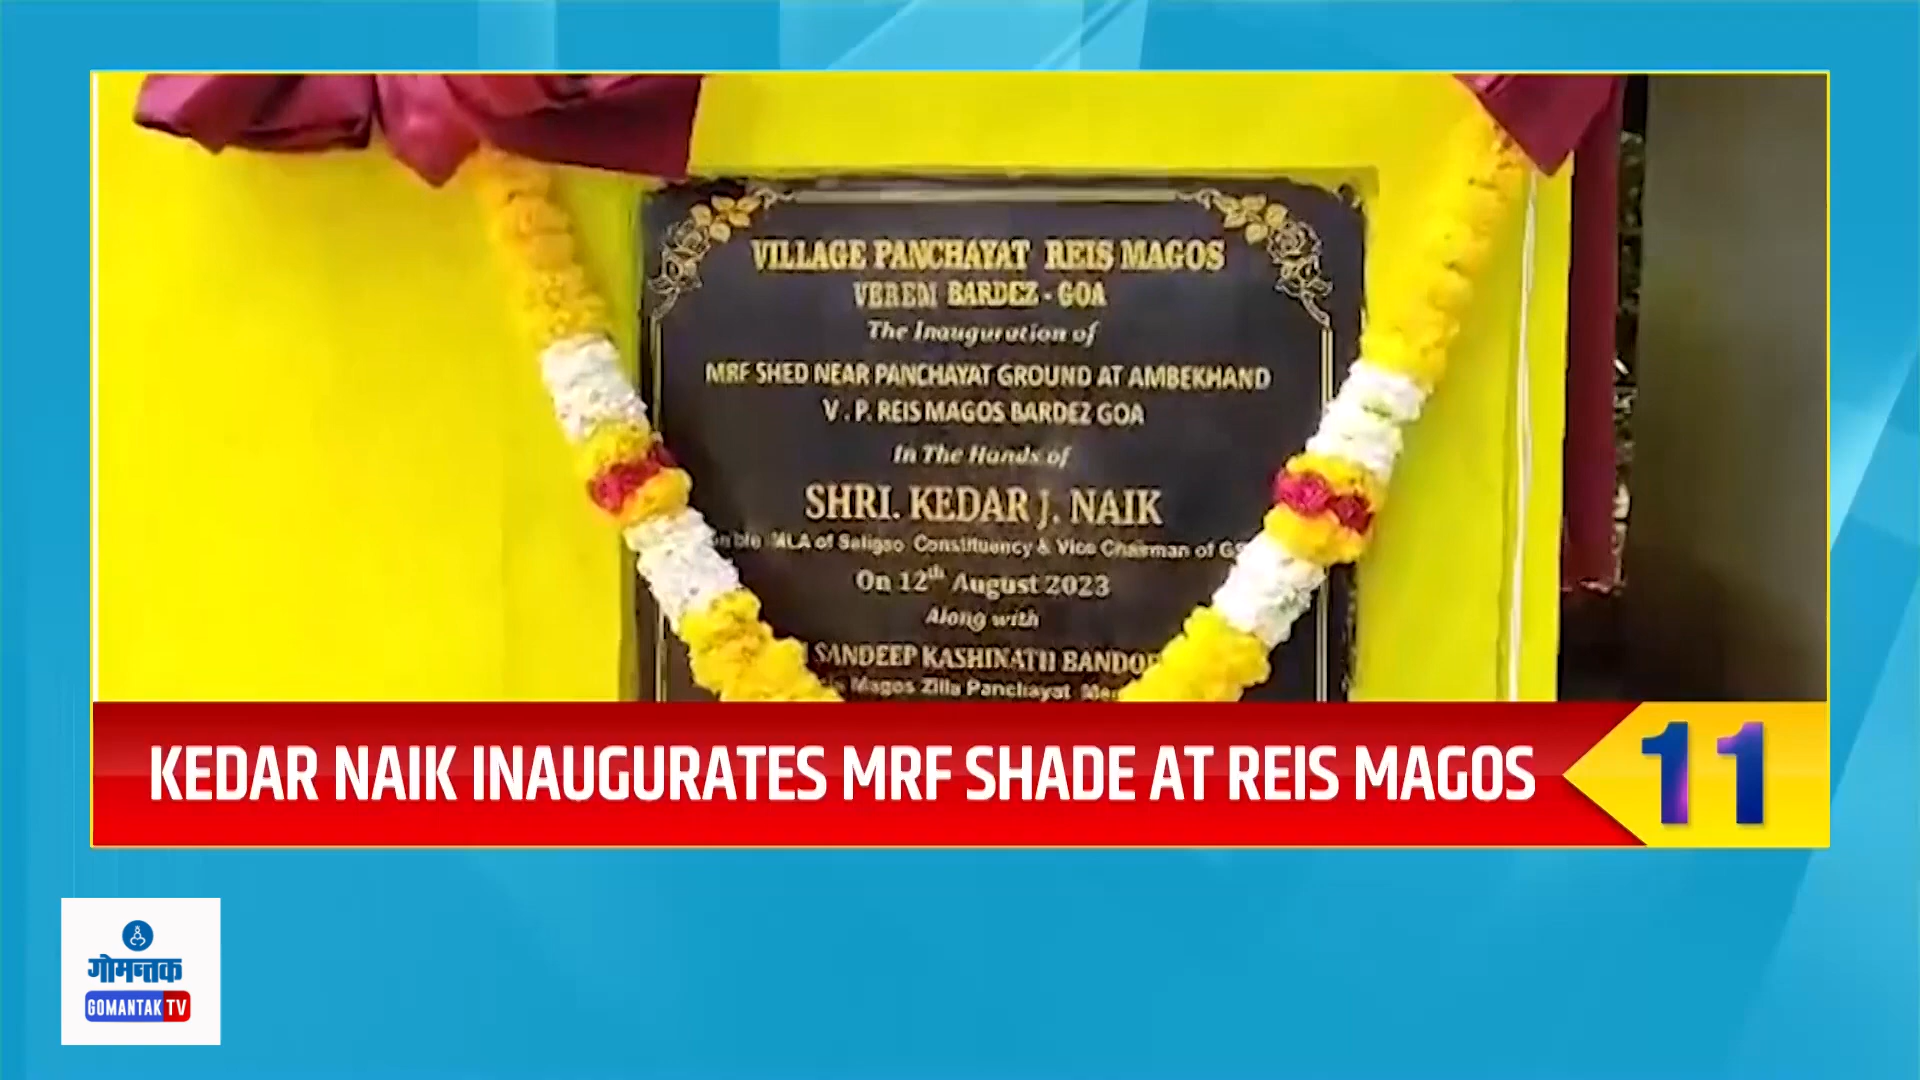 VILLAGE PANCHAYAT REIS MAGOS
VEREM BARDEZ - GOA
The Inauguration of
MRF SHED NEAR PANCHAYAT GROUND AT AMBEKHAND
V . P. REIS MAGOS BARDEZ GOA
In The Hands of
SHRI. KEDAR J. NAIK
MLA of Saligao Constituency & Vice Chairman of
On 12th August 2023
Along with
SANDEEP KASHINATH
Magos Zilla Panchayat
KEDAR NAIK INAUGURATES MRF SHADE AT REIS MAGOS
11
गोमन्तक
GOMANTAK TV